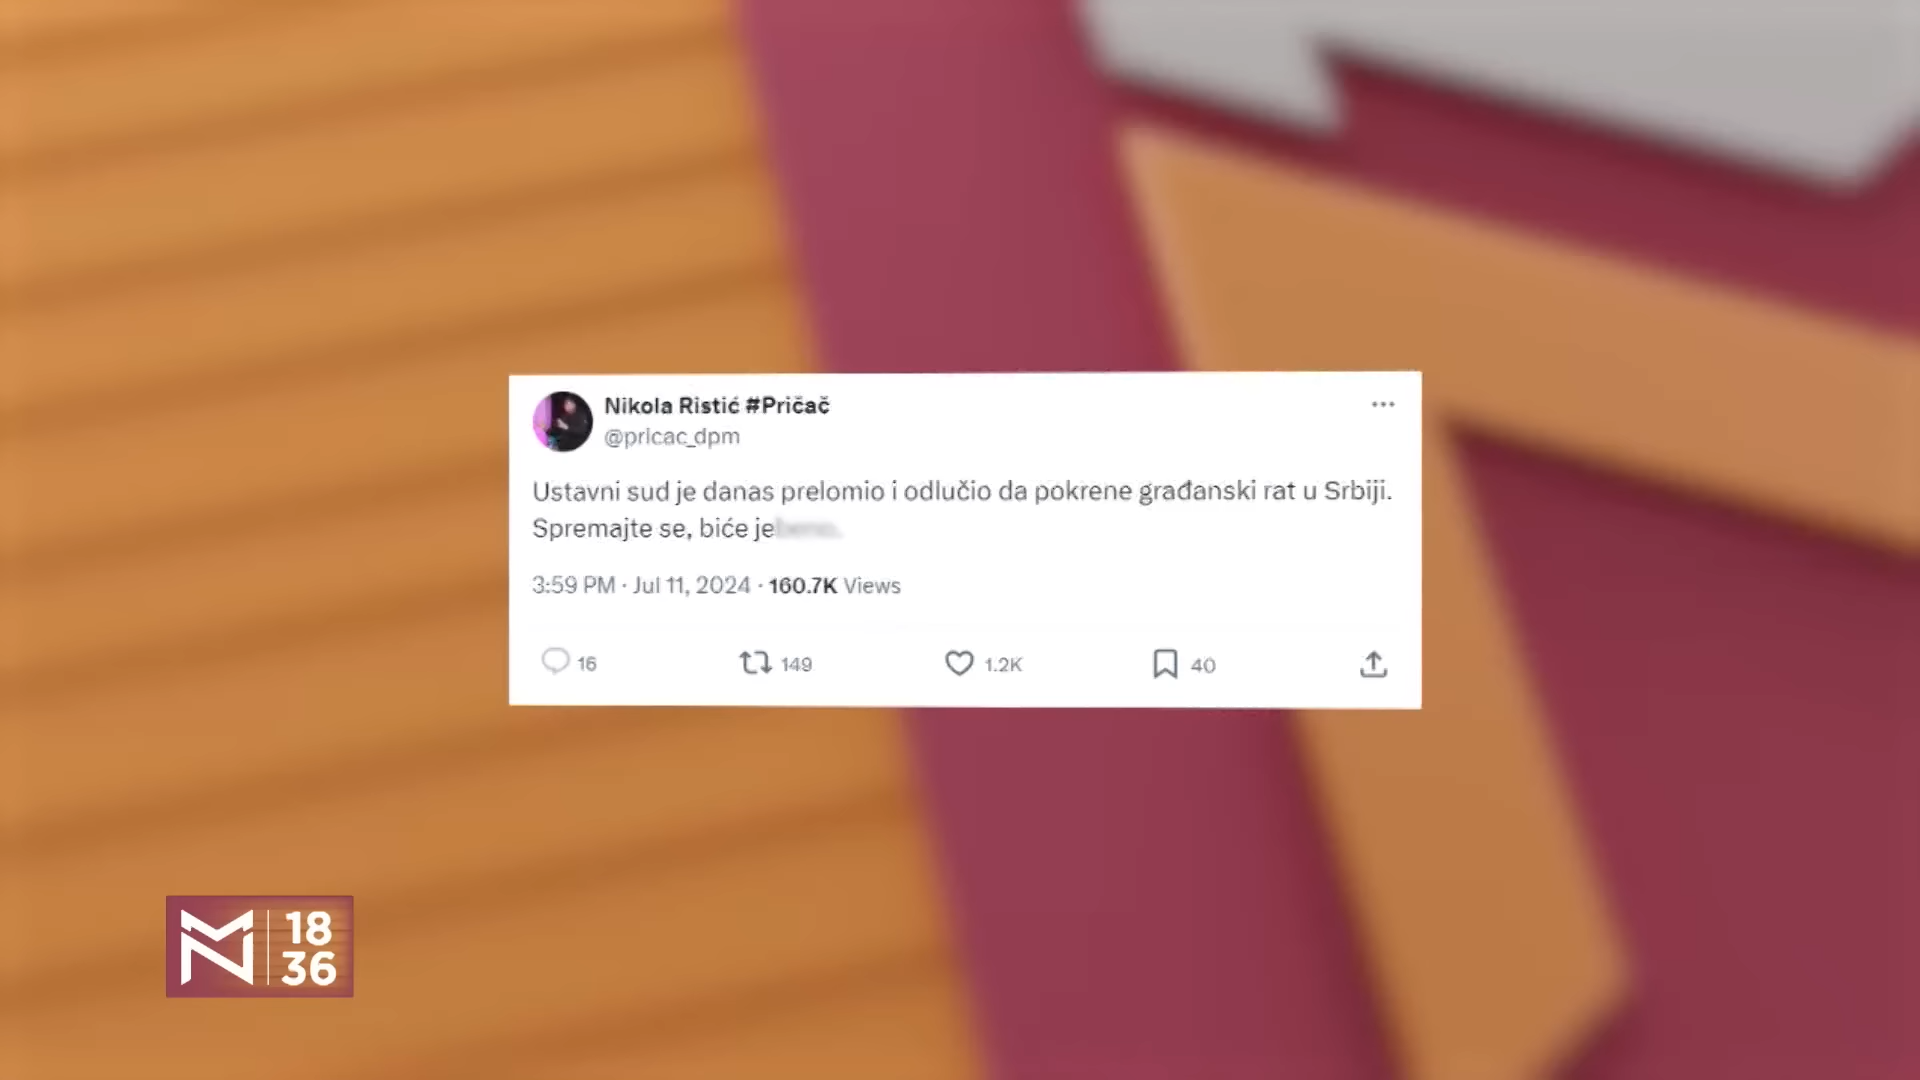 Nikola Ristić #Pričač
@pricac_dpm
Ustavni sud je danas prelomio i odlučio da pokrene građanski rat u Srbiji.
Spremajte se, biće je
3:59 PM · Jul 11, 2024 · 160.7K Views
16 149 1.2K 40
18
36